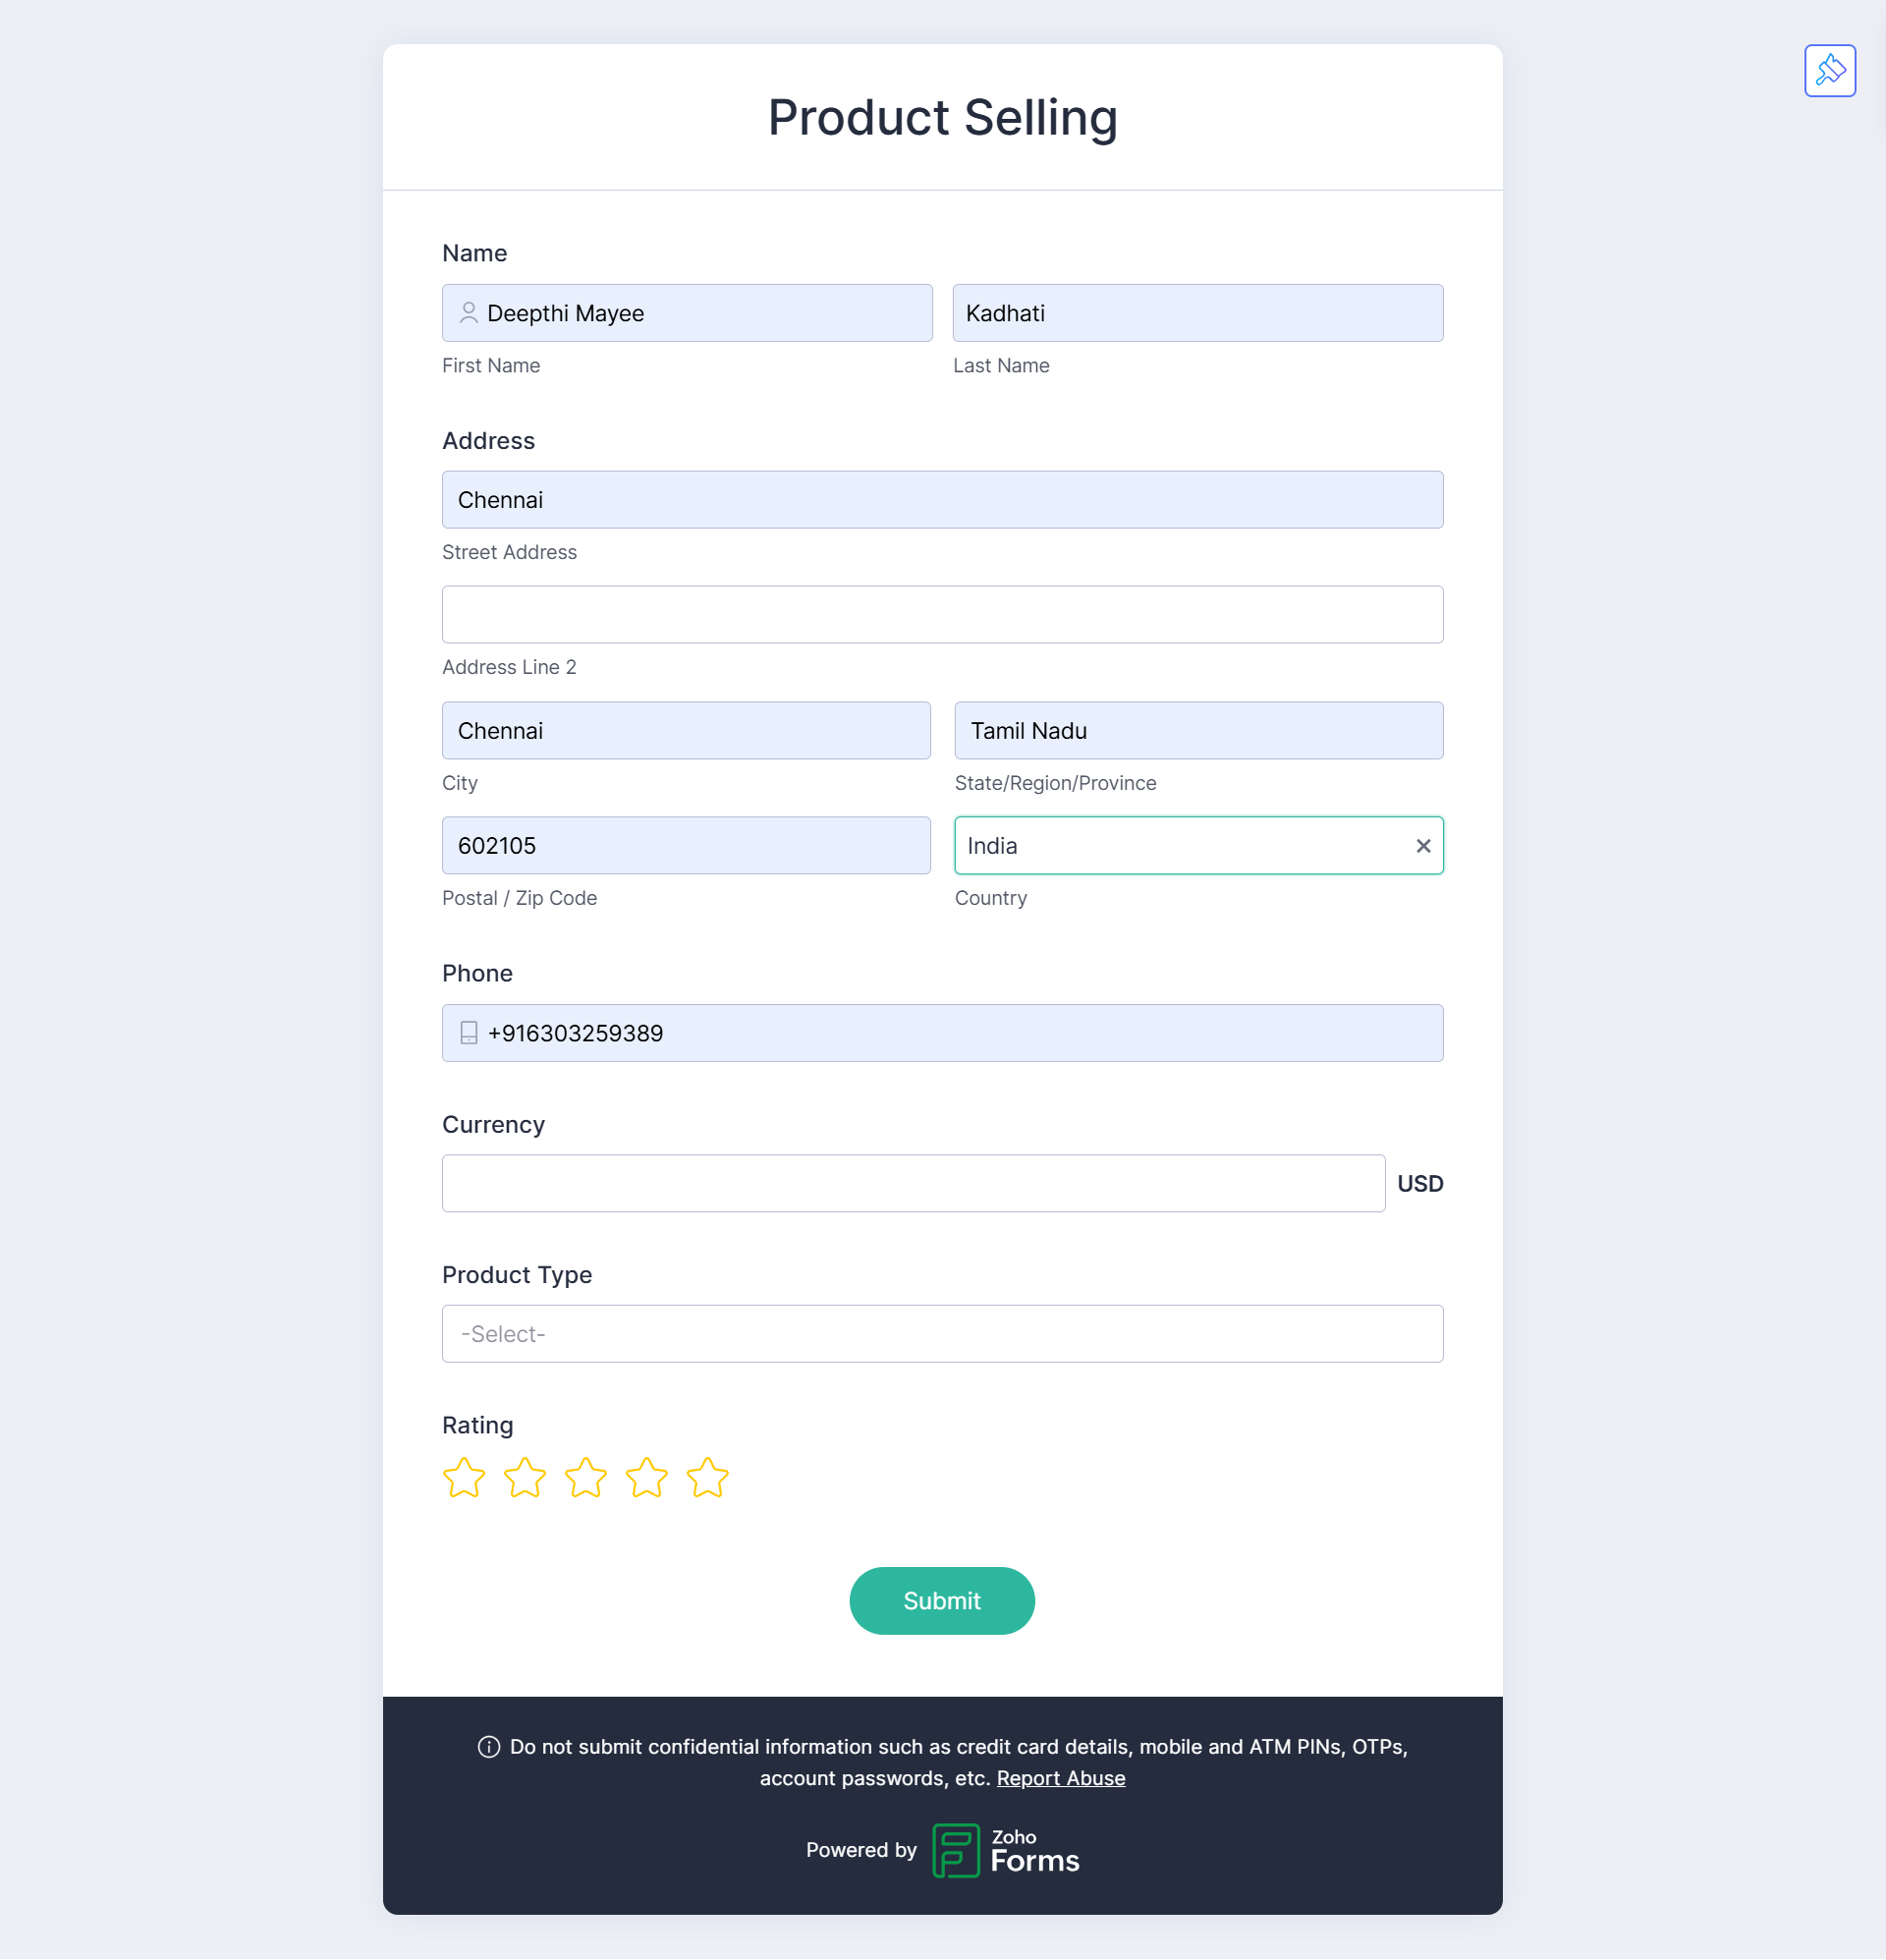 Product Selling
Name
Deepthi Mayee
Kadhati
First Name
Last Name
Address
Chennai
Street Address
Address Line 2
Chennai
Tamil Nadu
City
State/Region/Province
602105
India
Postal / Zip Code
Country
Phone
+916303259389
Currency
USD
Product Type
-Select-
Rating
Submit
Do not submit confidential information such as credit card details, mobile and ATM PINs, OTPs,
account passwords, etc. Report Abuse
Powered by
Zoho
Forms